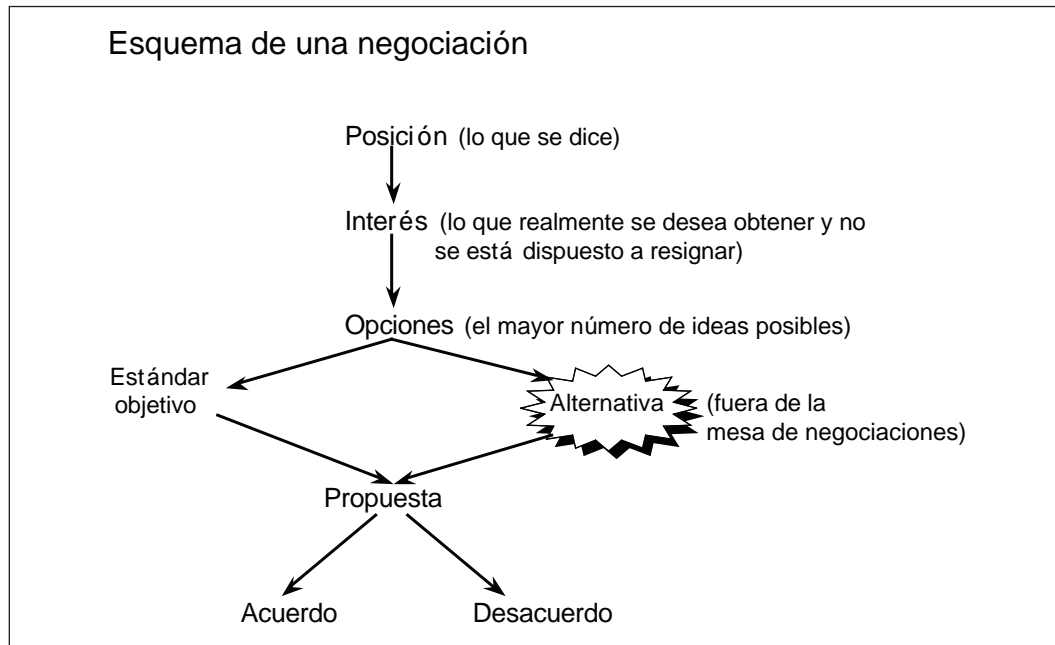 Esquema de una negociación
Posición (lo que se dice)
Interés (lo que realmente se desea obtener y no
se está dispuesto a resignar)
Opciones (el mayor número de ideas posibles)
Estándar
objetivo
Alternativa (fuera de la
mesa de negociaciones)
Propuesta
Acuerdo Desacuerdo